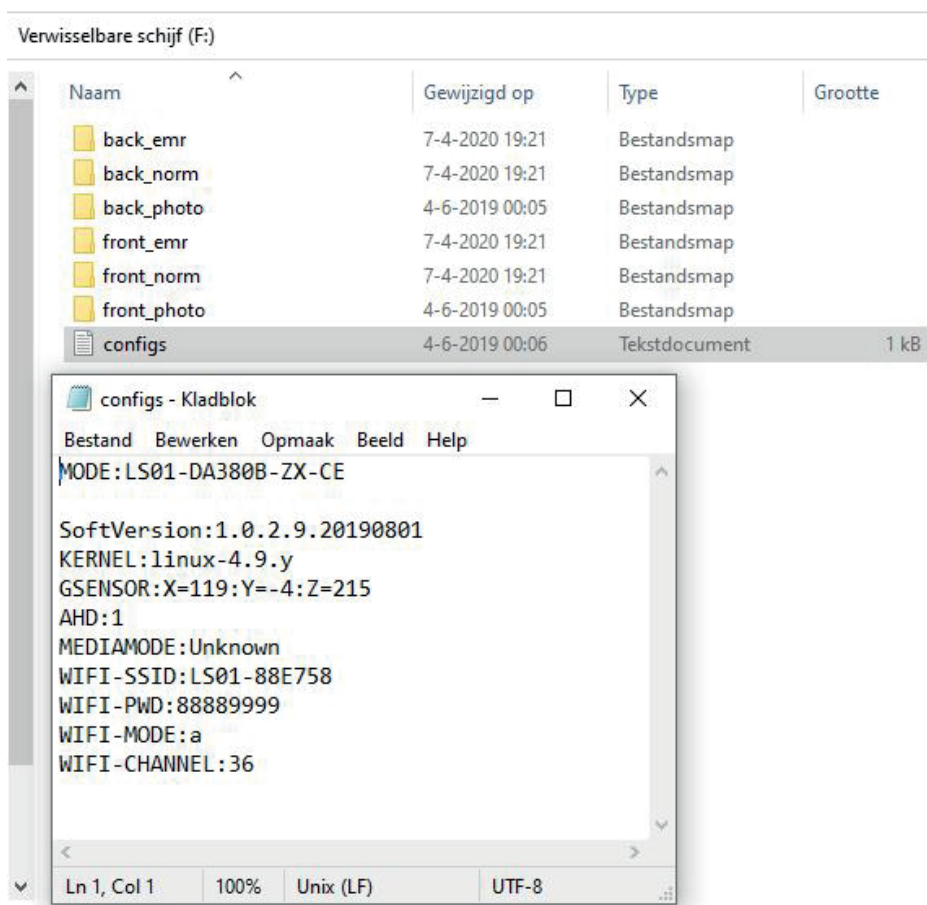 Verwisselbare schijf (F:)
Naam Gewijzigd op Type Grootte
back_emr 7-4-2020 19:21 Bestandsmap
back_norm 7-4-2020 19:21 Bestandsmap
back_photo 4-6-2019 00:05 Bestandsmap
front_emr 7-4-2020 19:21 Bestandsmap
front_norm 7-4-2020 19:21 Bestandsmap
front_photo 4-6-2019 00:05 Bestandsmap
configs 4-6-2019 00:06 Tekstdocument 1 kB
configs - Kladblok
Bestand Bewerken Opmaak Beeld Help
MODE:LS01-DA380B-ZX-CE
SoftVersion:1.0.2.9.20190801
KERNEL:linux-4.9.y
GSENSOR:X=119:Y=-4:Z=215
AHD:1
MEDIAMODE:Unknown
WIFI-SSID:LS01-88E758
WIFI-PWD:88889999
WIFI-MODE:a
WIFI-CHANNEL:36
Ln 1, Col 1 100% Unix (LF) UTF-8